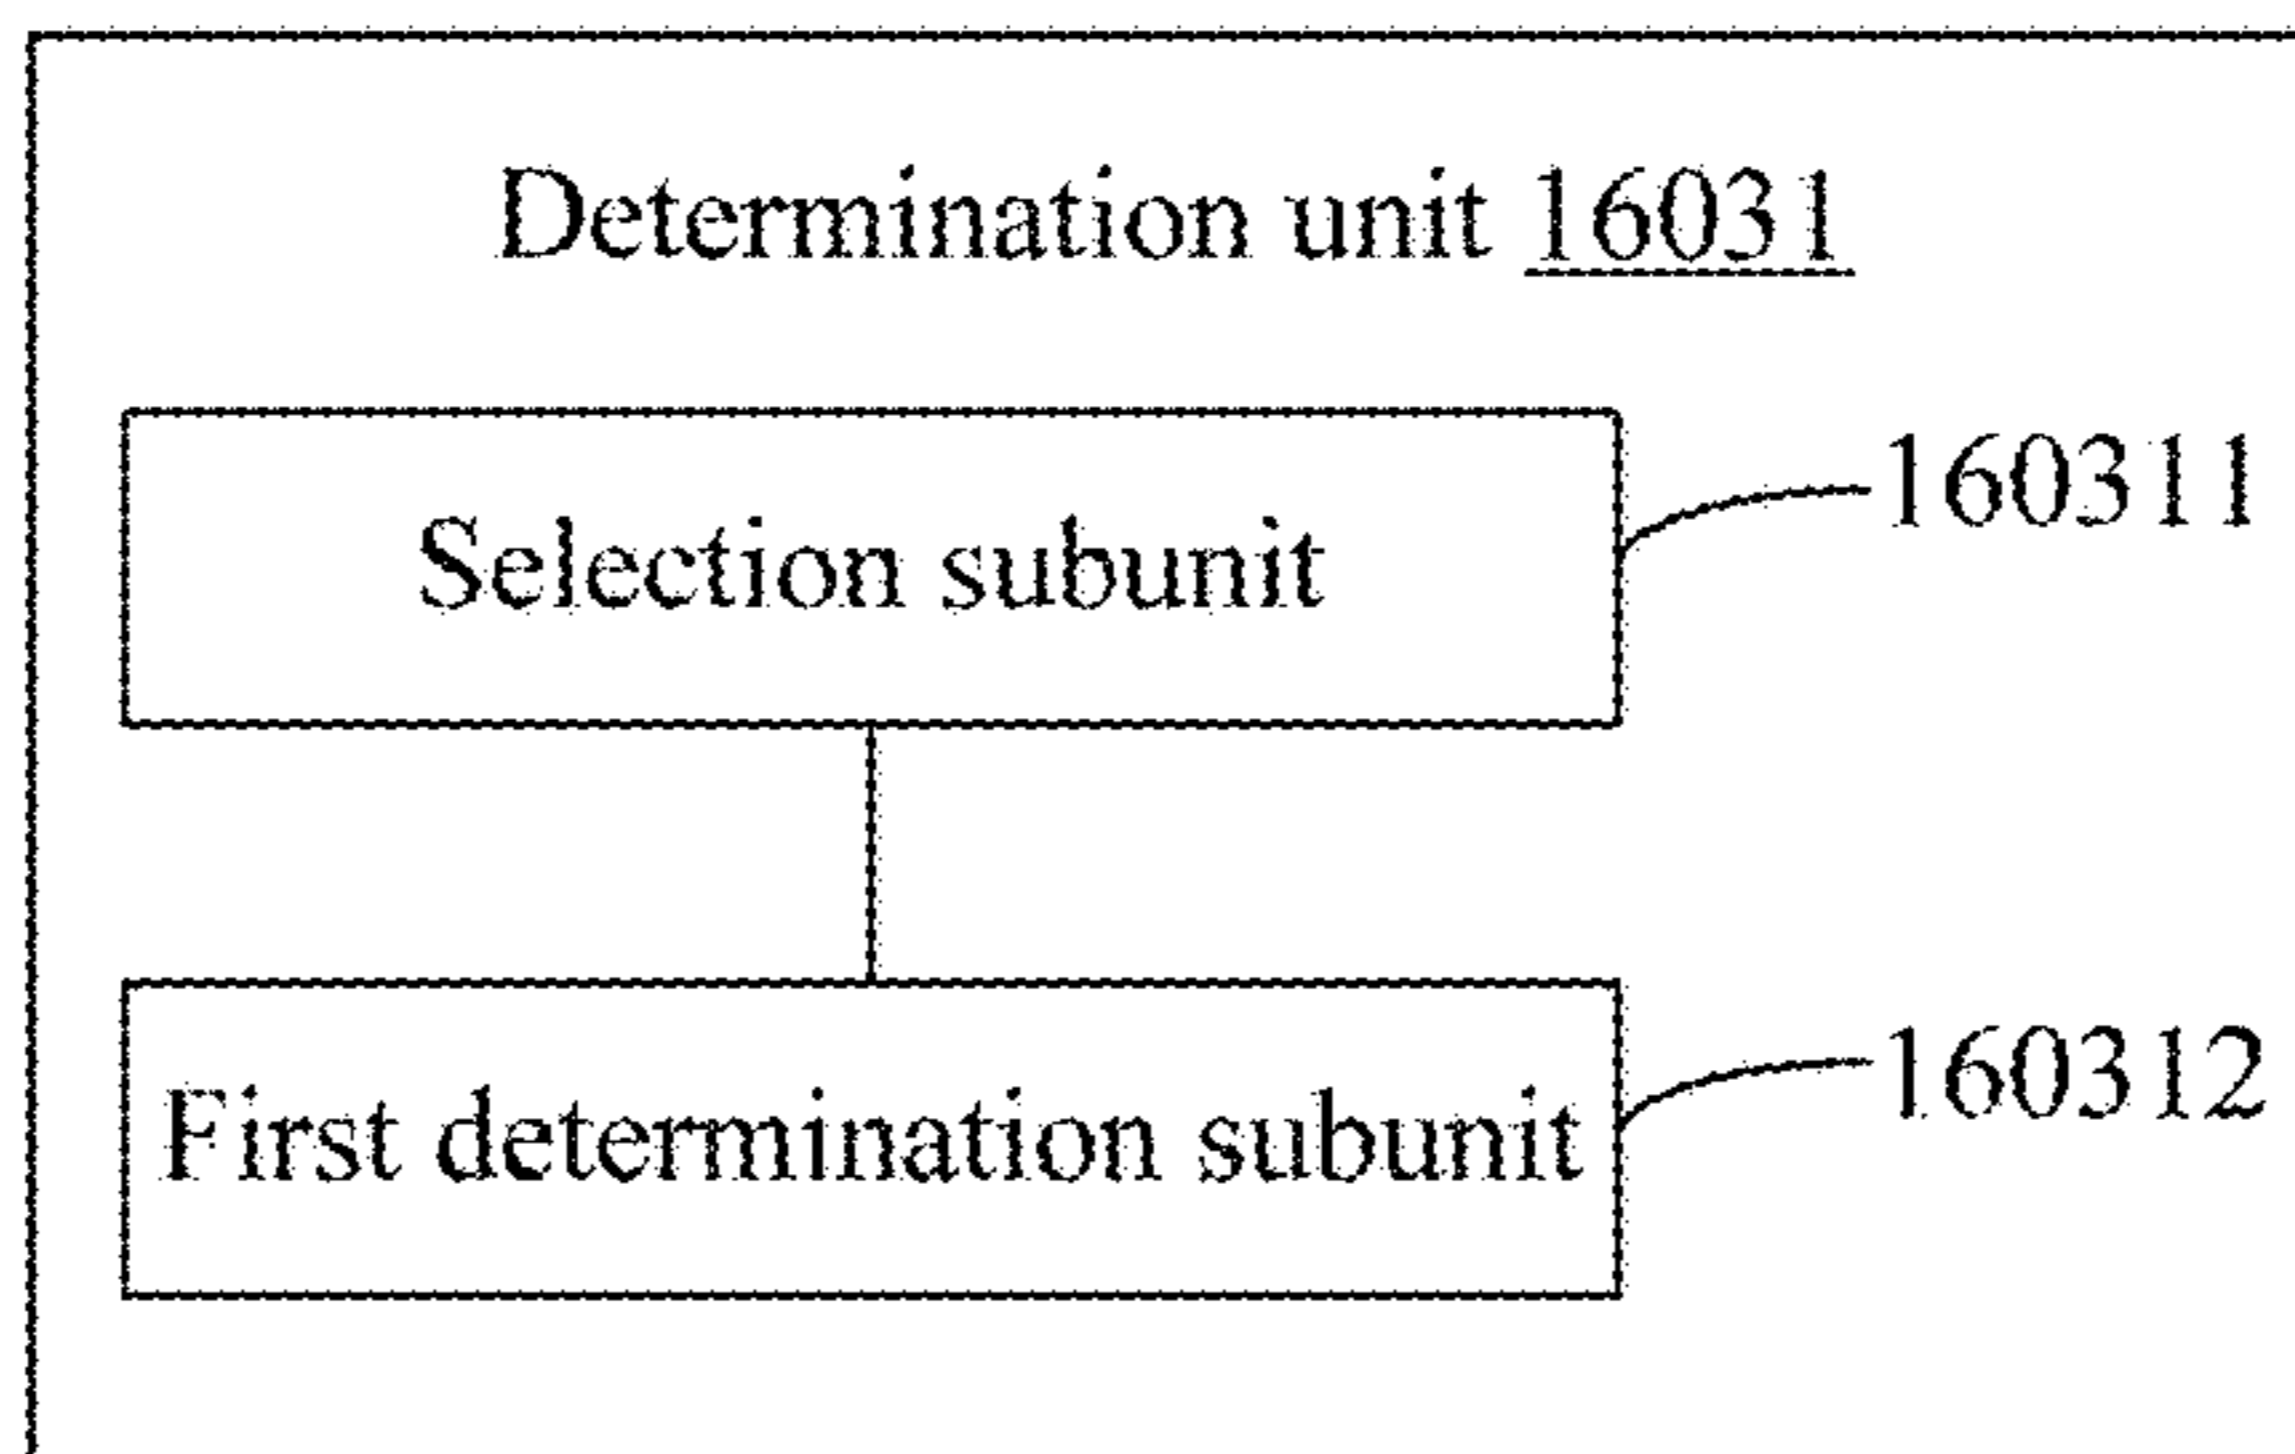 Determination unit 16031
Selection subunit
160311
First determination subunit
160312